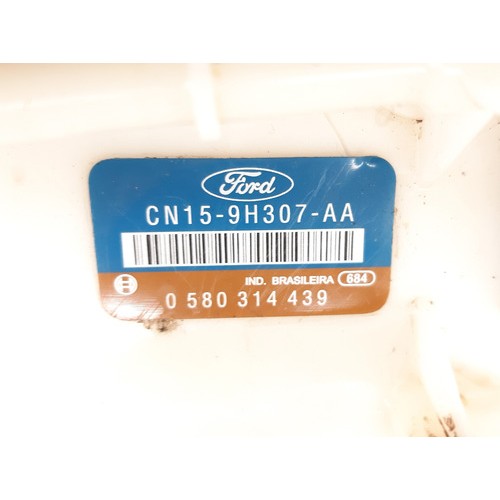 Ford
CN15-9H307-AA
IND. BRASILEIRA 684
0 580 314 439